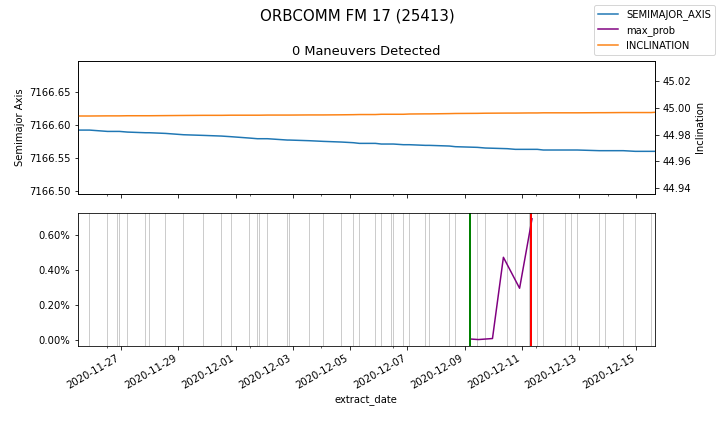 ORBCOMM FM 17 (25413)
SEMIMAJOR_AXIS
max_prob
INCLINATION
0 Maneuvers Detected
Semimajor Axis
7166.65
7166.60
7166.55
7166.50
45.02
45.00
44.98
44.96
44.94
Inclination
0.60%
0.40%
0.20%
0.00%
2020-11-27
2020-11-29
2020-12-01
2020-12-03
2020-12-05
2020-12-07
2020-12-09
2020-12-11
2020-12-13
2020-12-15
extract_date